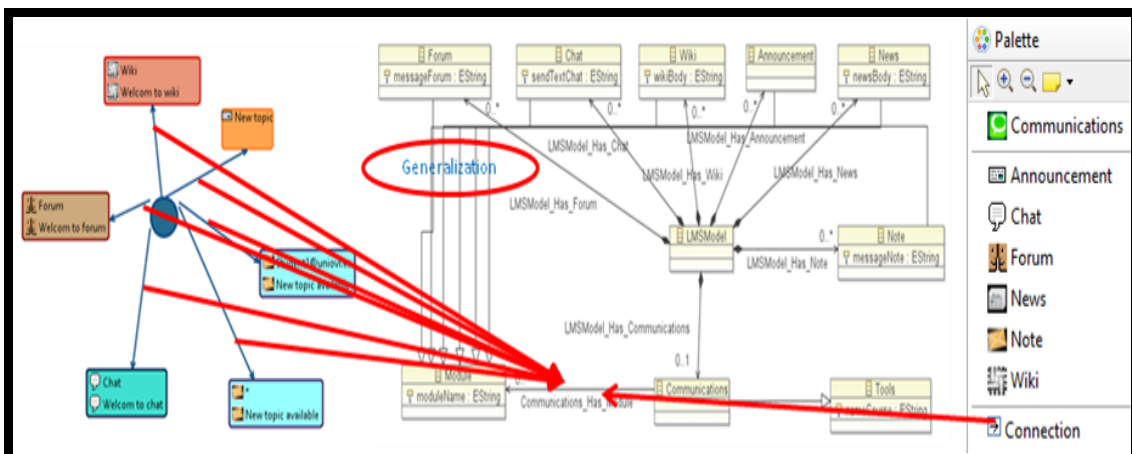 Wiki
Welcom to wiki
New topic
Forum
Welcom to forum
New topic available
Chat
Welcom to chat
*
New topic available
Forum
messageForum : EString
Chat
sendTextChat : EString
Wiki
wikiBody : EString
Announcement
News
newsBody : EString
0..*
0..*
0..*
0..*
LMSModel_Has_Chat
LMSModel_Has_Announcement
Generalization
LMSModel_Has_Wiki
LMSModel_Has_News
LMSModel_Has_Forum
LMSModel
0..*
Note
messageNote : EString
LMSModel_Has_Note
LMSModel_Has_Communications
0..1
Module
moduleName : EString
Communications_Has_Module
Communications
Tools
nameCourse : EString
Palette
Communications
Announcement
Chat
Forum
News
Note
Wiki
Connection